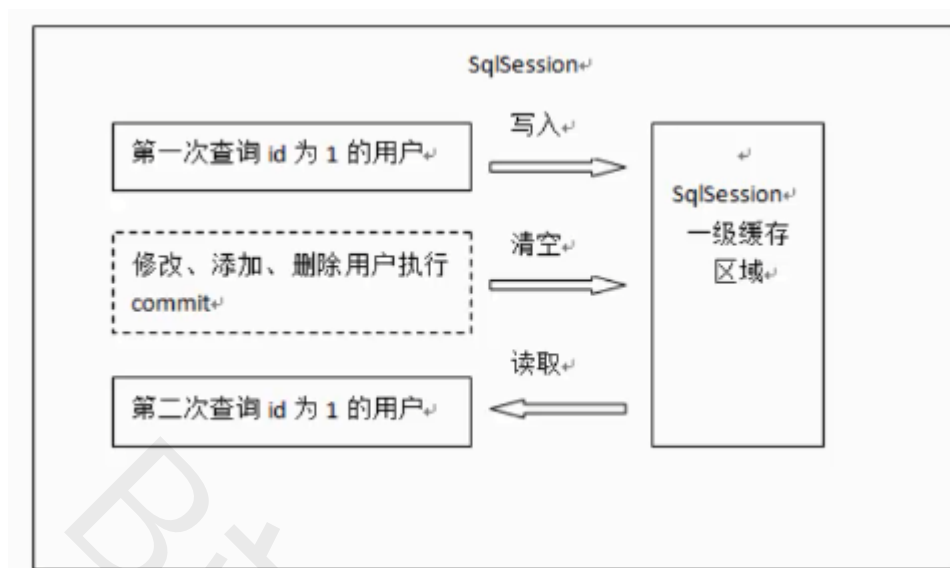 SqlSession
第一次查询 id 为 1 的用户
写入
SqlSession
一级缓存
区域
修改、添加、删除用户执行
commit
清空
第二次查询 id 为 1 的用户
读取